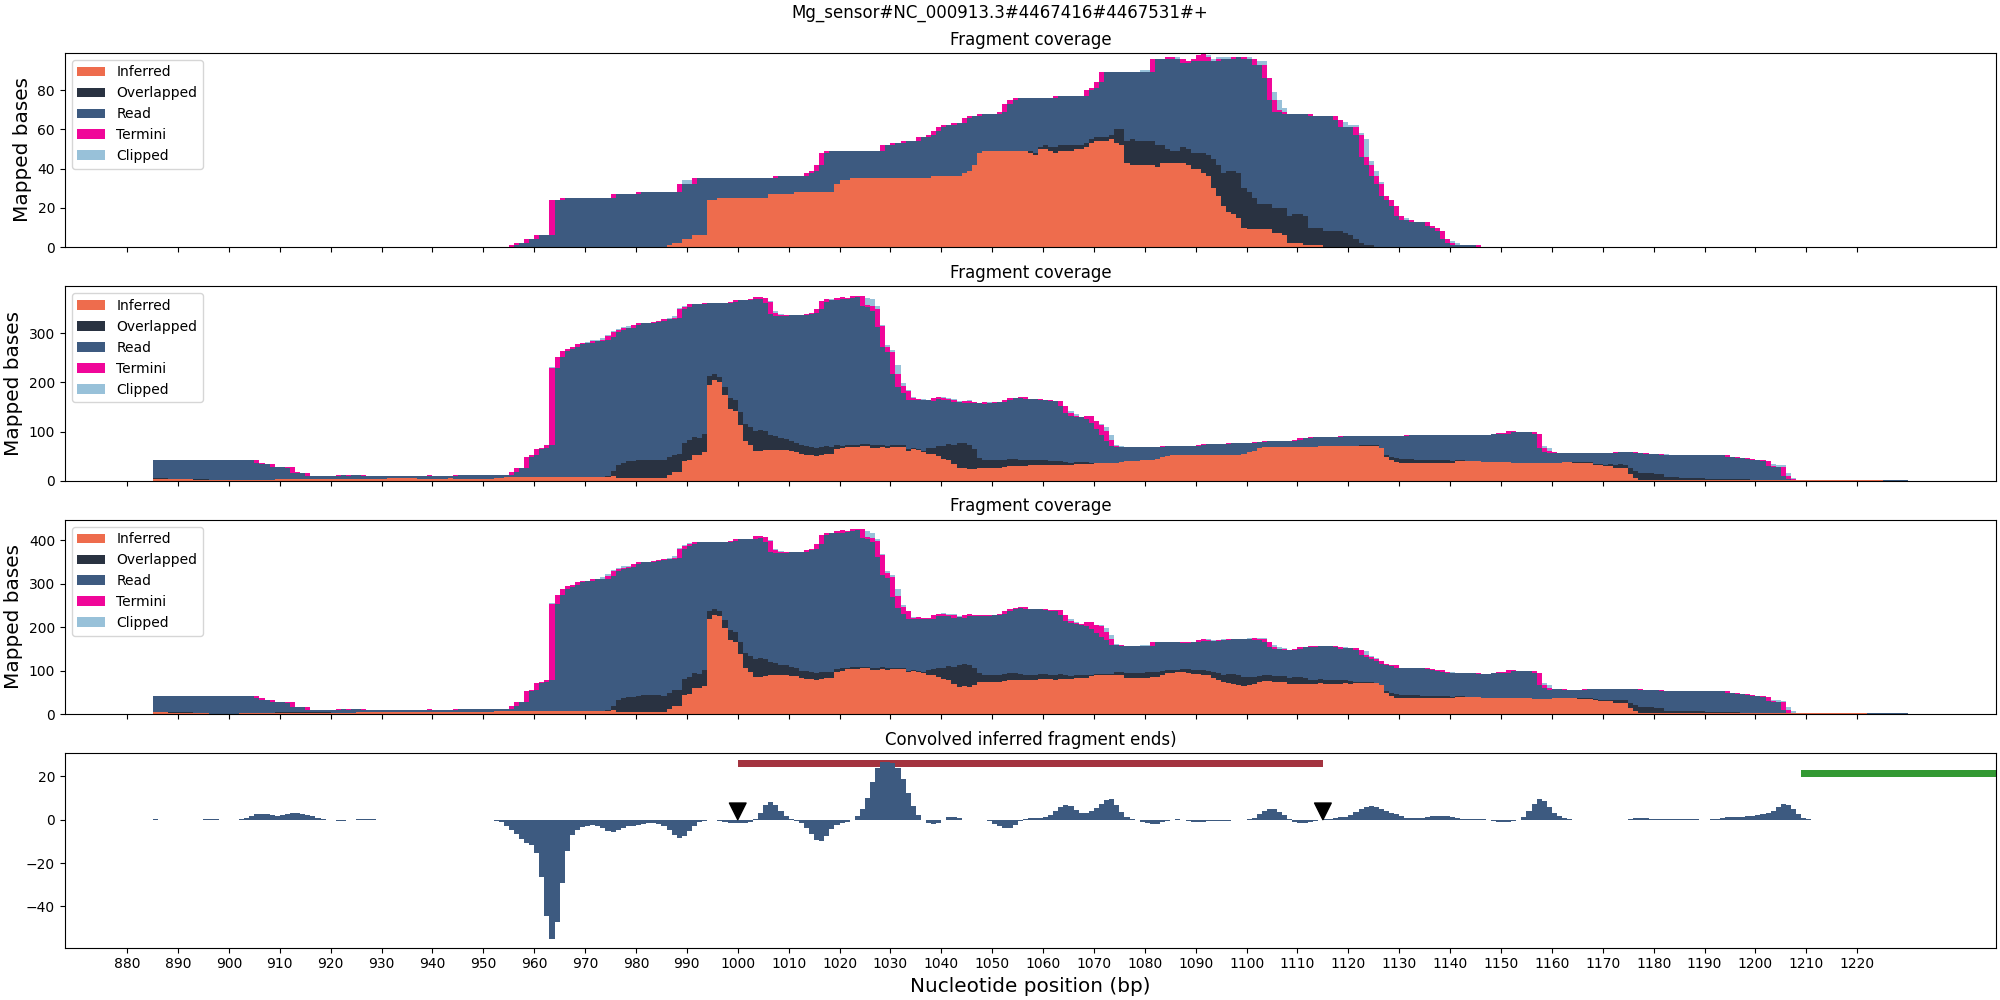 Mg_sensor#NC_000913.3#4467416#4467531#+
Fragment coverage
Mapped bases
80
60
40
20
0
Inferred
Overlapped
Read
Termini
Clipped
Fragment coverage
Mapped bases
300
200
100
0
Inferred
Overlapped
Read
Termini
Clipped
Fragment coverage
Mapped bases
400
300
200
100
0
Inferred
Overlapped
Read
Termini
Clipped
Convolved inferred fragment ends)
20
0
−20
−40
880 890 900 910 920 930 940 950 960 970 980 990 1000 1010 1020 1030 1040 1050 1060 1070 1080 1090 1100 1110 1120 1130 1140 1150 1160 1170 1180 1190 1200 1210 1220
Nucleotide position (bp)